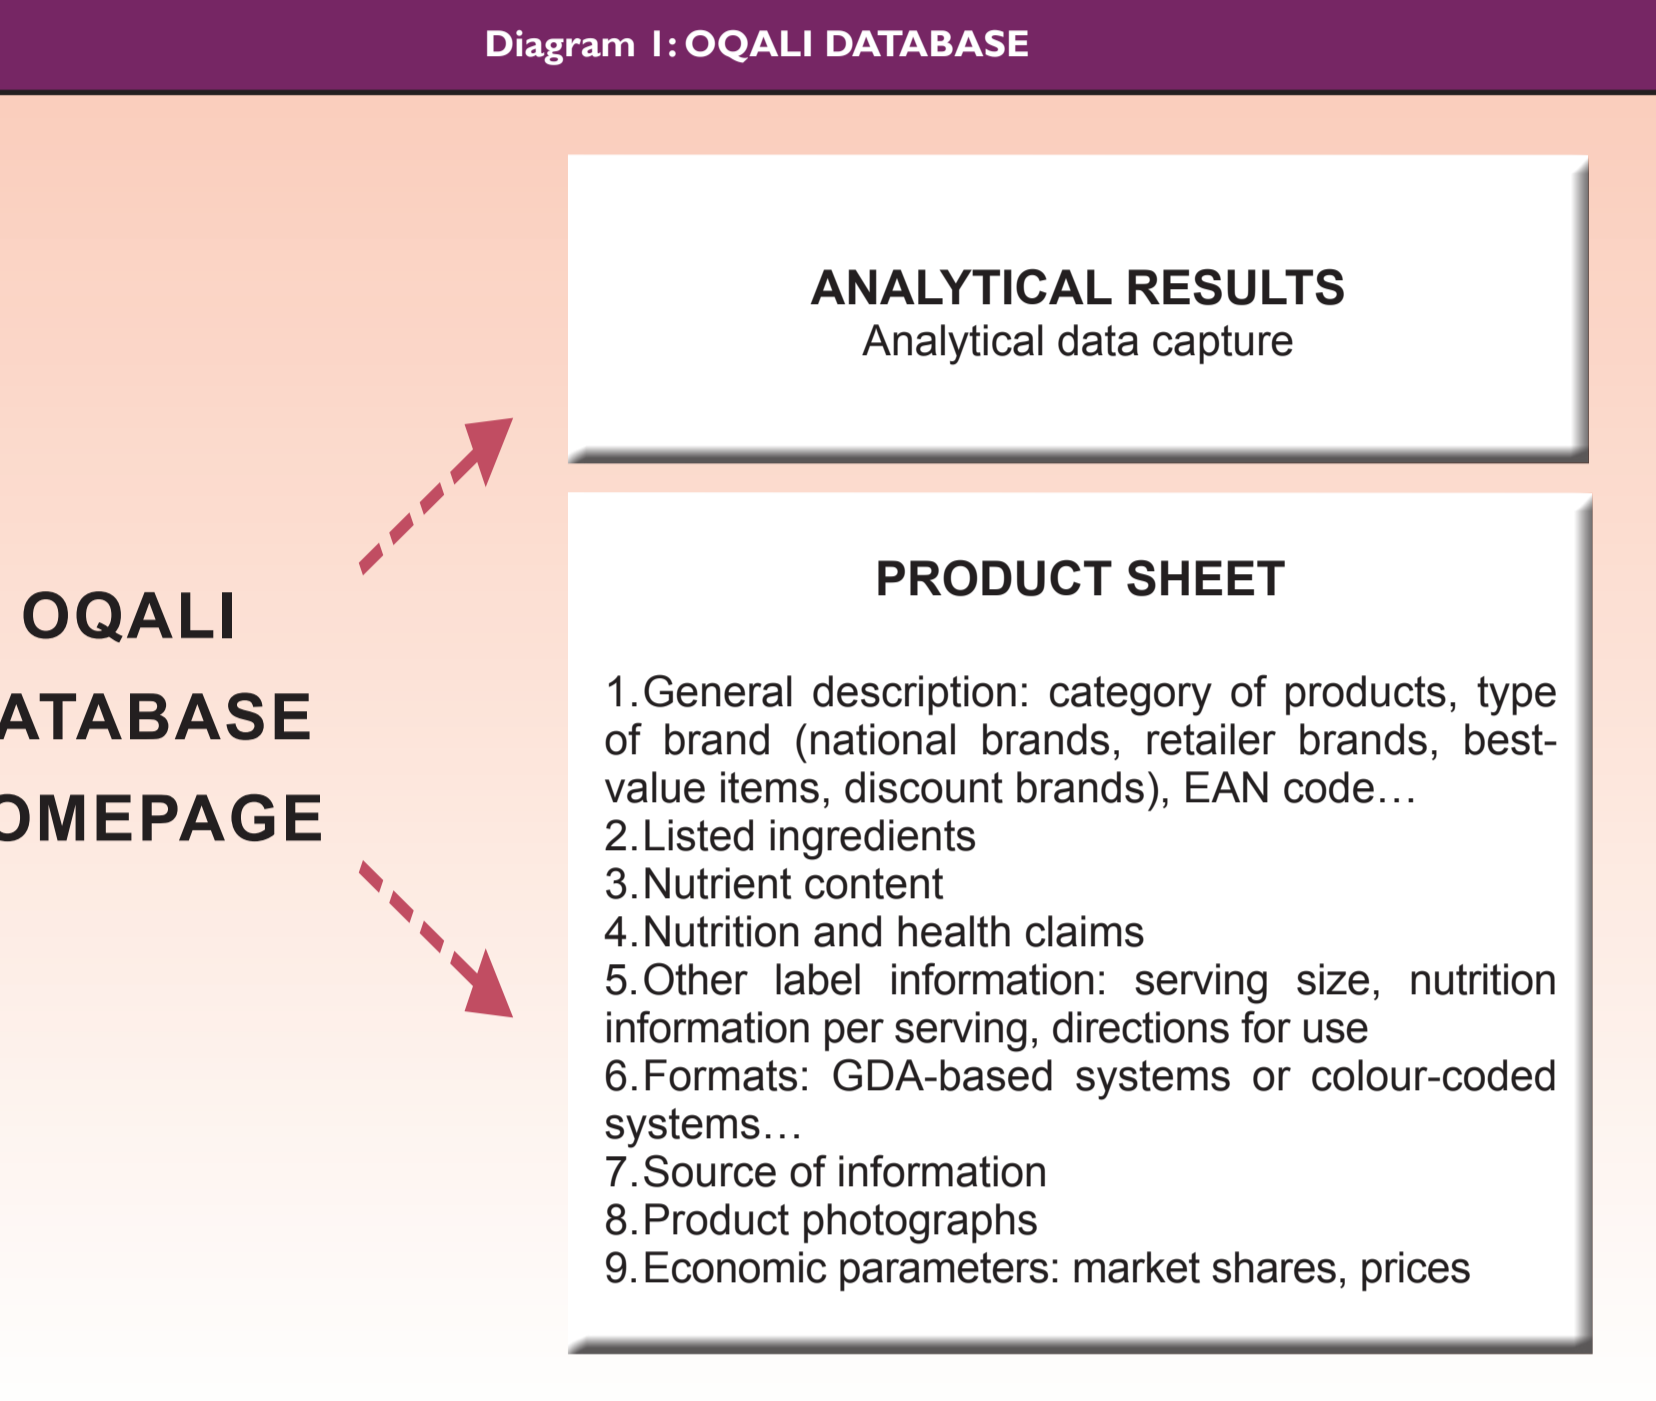 Diagram 1: OQALI DATABASE
ANALYTICAL RESULTS
Analytical data capture
OQALI
ATABASE
OMEPAGE
PRODUCT SHEET
1.General description: category of products, type
of brand (national brands, retailer brands, best-
value items, discount brands), EAN code…
2.Listed ingredients
3.Nutrient content
4.Nutrition and health claims
5.Other label information: serving size, nutrition
information per serving, directions for use
6.Formats: GDA-based systems or colour-coded
systems…
7.Source of information
8.Product photographs
9.Economic parameters: market shares, prices